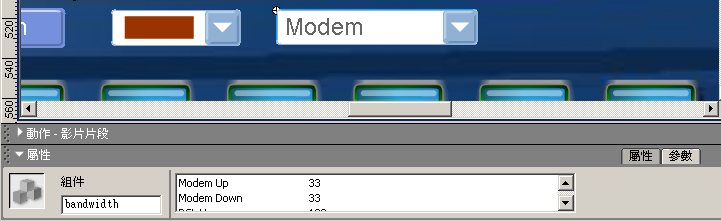 n
Modem
520
540
560
動作 - 影片片段
屬性
屬性 參數
組件
bandwidth
Modem Up 33
Modem Down 33